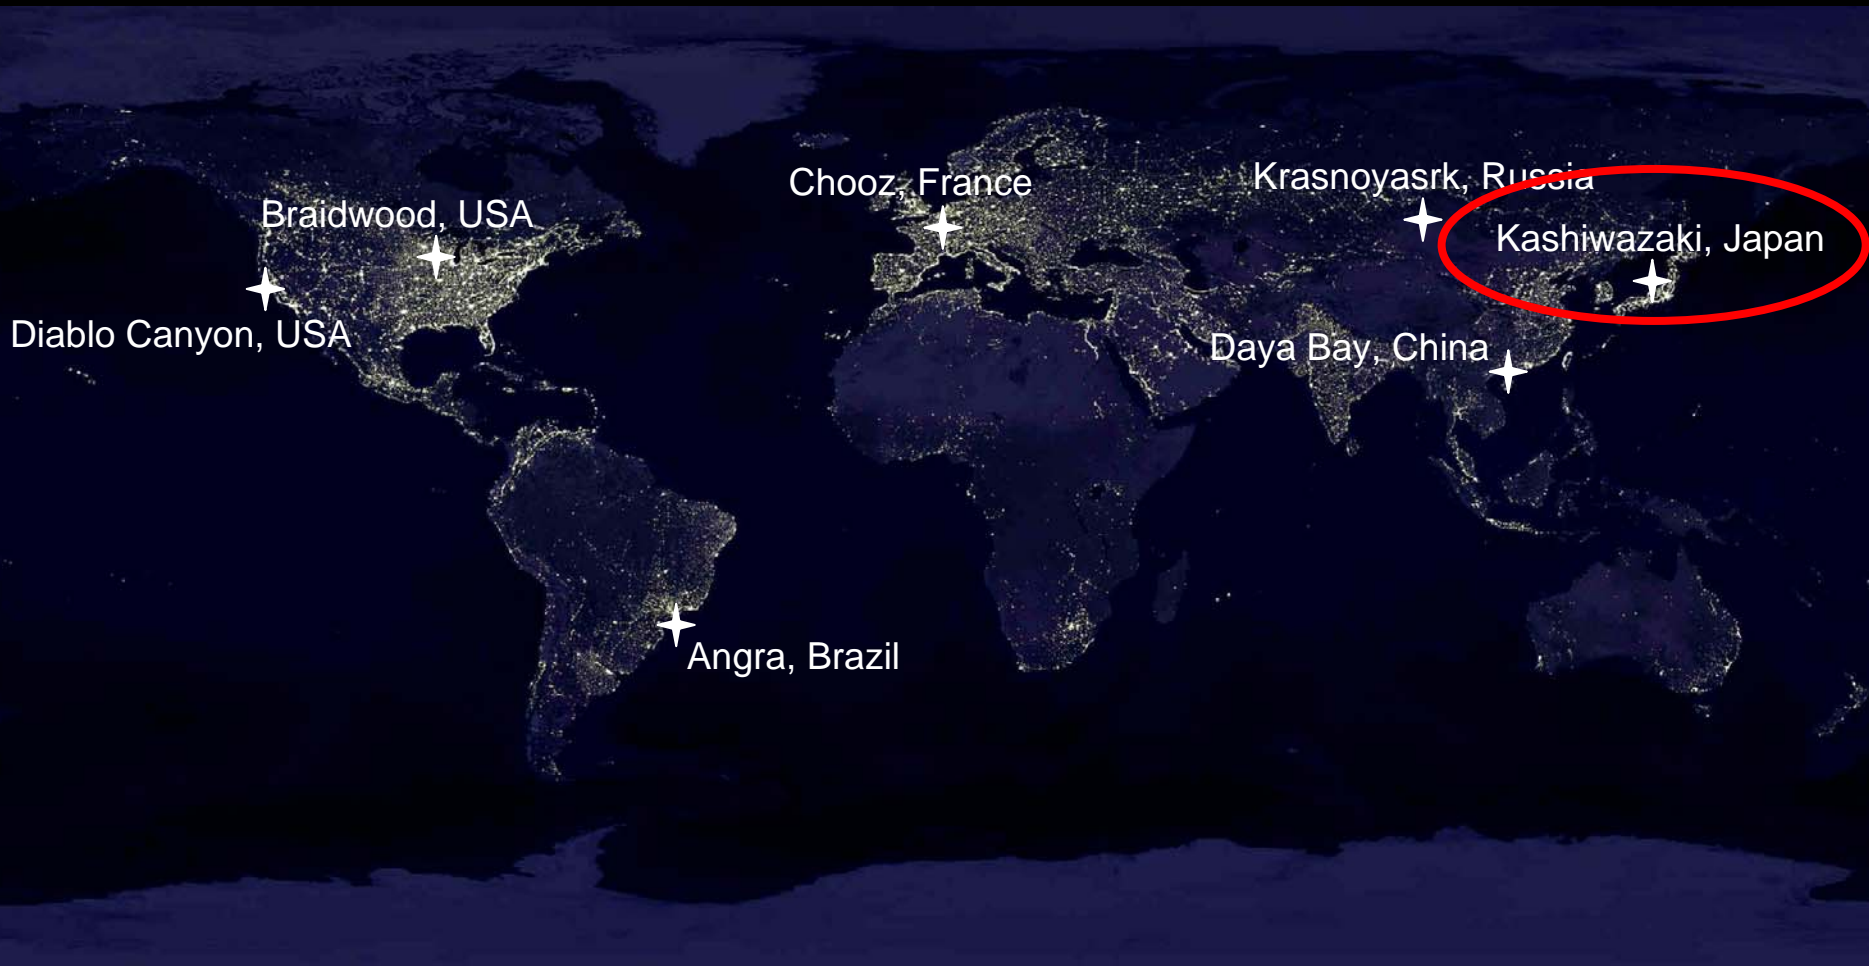 Chooz, France
Krasnoyasrk, Russia
Braidwood, USA
Kashiwazaki, Japan
Diablo Canyon, USA
Daya Bay, China
Angra, Brazil